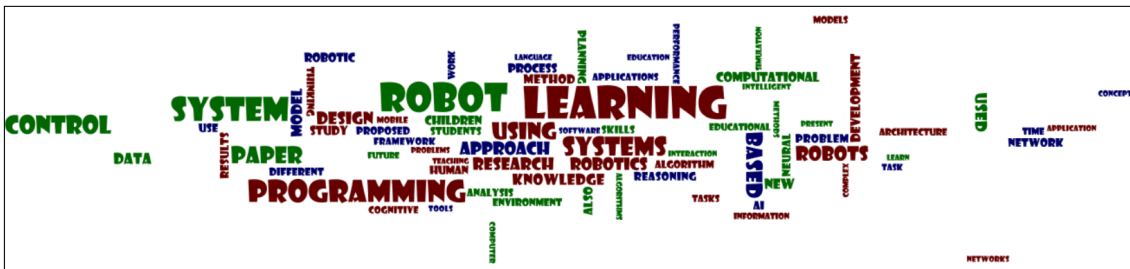 MODELS
ROBOTIC
WORK
LANGUAGE
PROCESS
METHOD
PLANNING
APPLICATIONS
EDUCATION
PERFORMANCE
SIMULATION
COMPUTATIONAL
INTELLIGENT
DEVELOPMENT
CONCEPT
THINKING
MODEL
SYSTEM
CONTROL
USE
DATA
RESULTS
PAPER
DIFFERENT
DESIGN
STUDY
MOBILE
PROPOSED
FRAMEWORK
FUTURE
PROBLEMS
ROBOT
CHILDREN
STUDENTS
LEARNING
USING
SOFTWARE
SKILLS
APPROACH
SYSTEMS
TEACHING
HUMAN
RESEARCH
ROBOTICS
INTERACTION
ALGORITHM
KNOWLEDGE
REASONING
EDUCATIONAL
METHODS
PRESENT
PROBLEM
NEURAL
BASED
ROBOTS
ARCHITECTURE
LEARN
TASK
USED
TIME
APPLICATION
NETWORK
PROGRAMMING
COGNITIVE
TOOLS
ANALYSIS
ENVIRONMENT
COMPUTER
ALSO
ALGORITHMS
TASKS
NEW
AI
INFORMATION
COMPLEX
NETWORKS